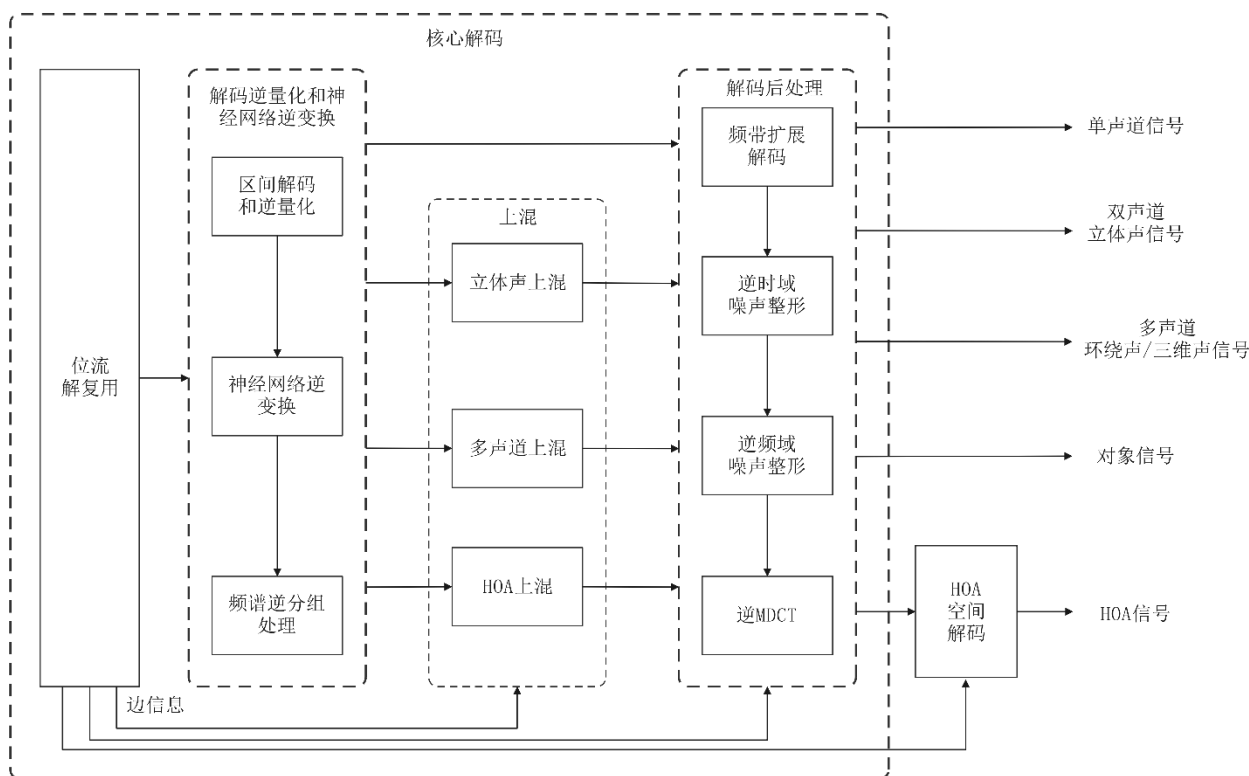 核心解码
位流
解复用
解码逆量化和神
经网络逆变换
区间解码
和逆量化
神经网络逆
变换
频谱逆分组
处理
边信息
上混
立体声上混
多声道上混
HOA上混
解码后处理
频带扩展
解码
逆时域
噪声整形
逆频域
噪声整形
逆MDCT
HOA
空间
解码
单声道信号
双声道
立体声信号
多声道
环绕声/三维声信号
对象信号
HOA信号